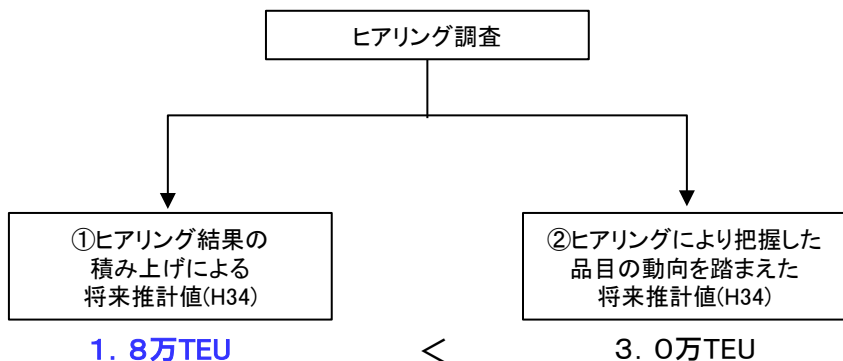 ヒアリング調査
①ヒアリング結果の
積み上げによる
将来推計値(H34)
②ヒアリングにより把握した
品目の動向を踏まえた
将来推計値(H34)
1．8万TEU
＜
3．0万TEU